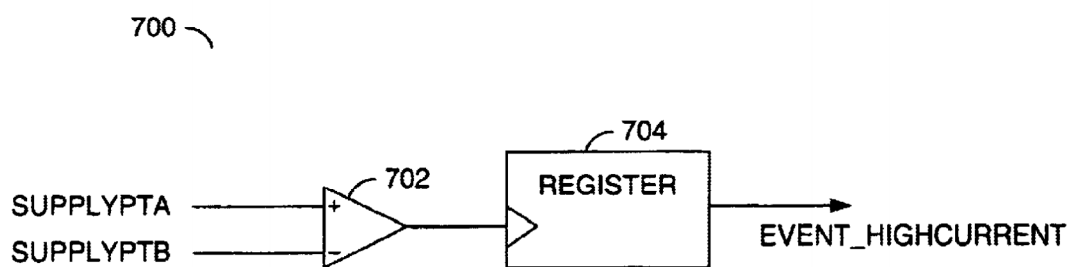 700
704
702
REGISTER
SUPPLYPTA
+
SUPPLYPTB
−
EVENT_HIGHCURRENT